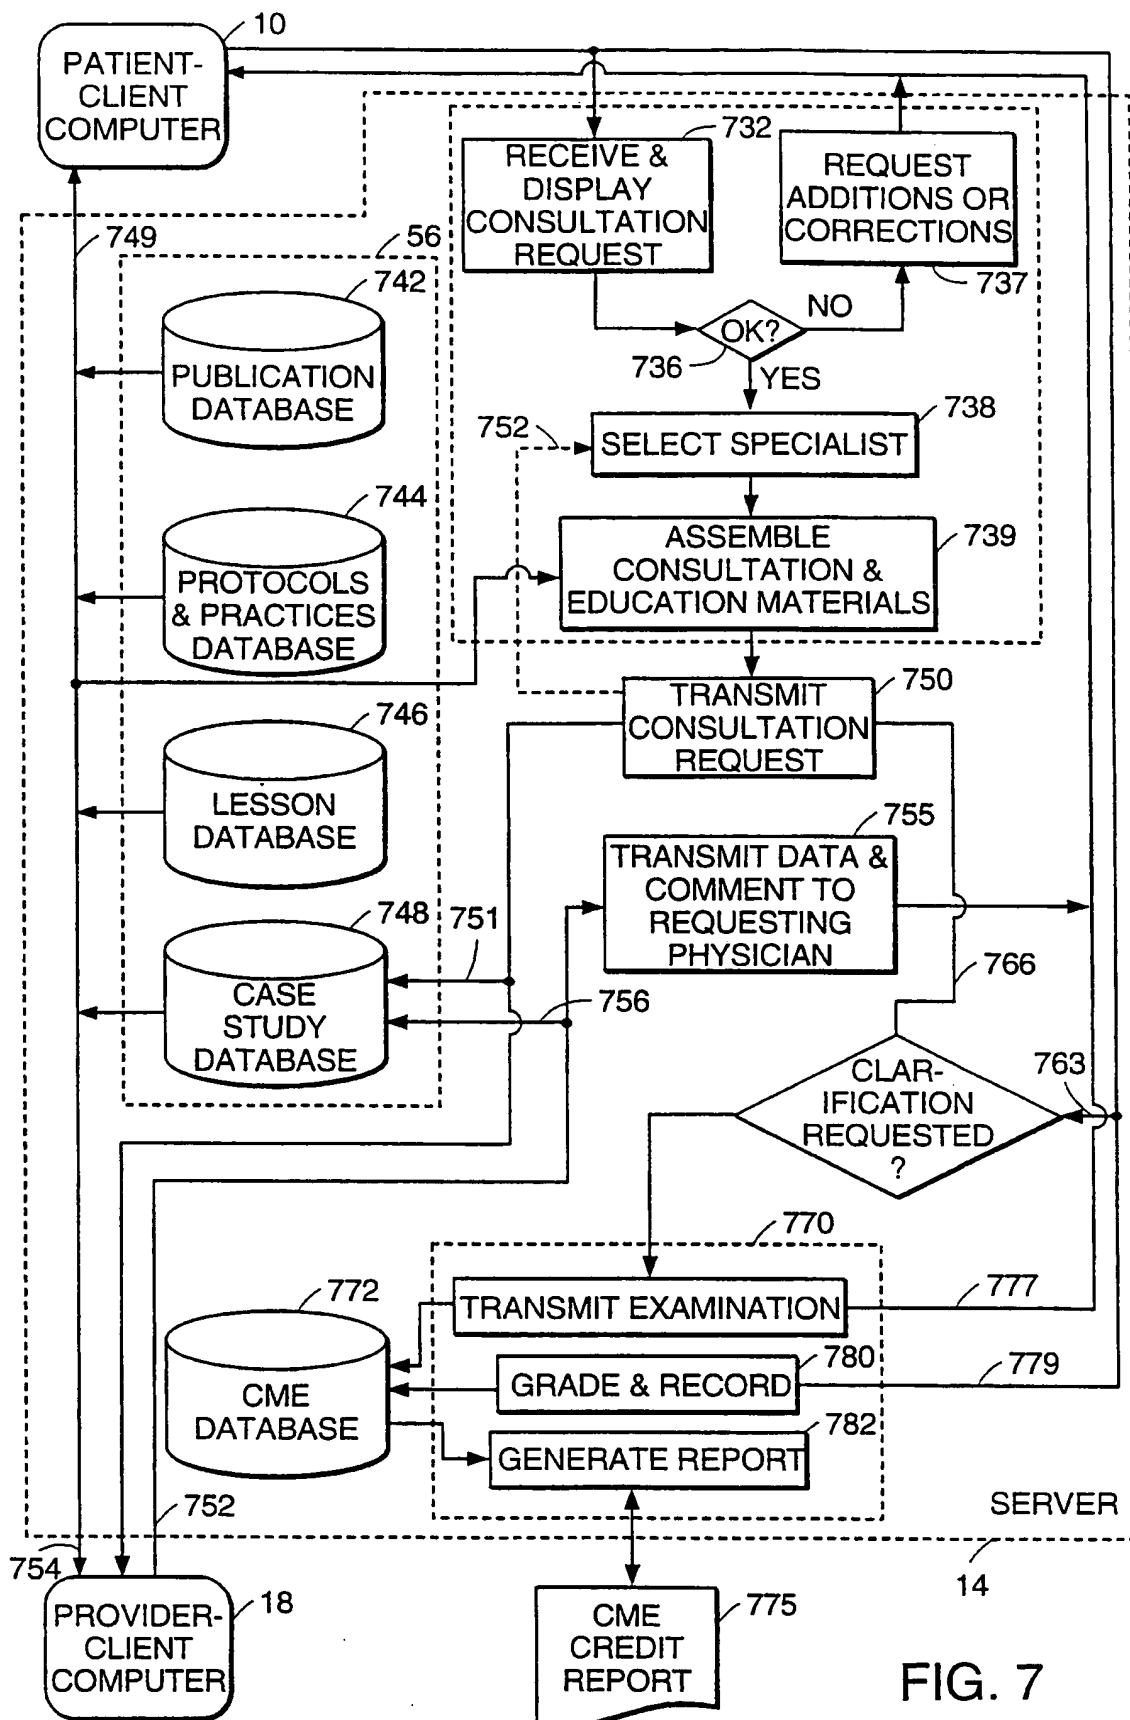 10
PATIENT-
CLIENT
COMPUTER
732
RECEIVE &
DISPLAY
CONSULTATION
REQUEST
REQUEST
ADDITIONS OR
CORRECTIONS
737
749
56
742
PUBLICATION
DATABASE
OK?
NO
736
YES
752
738
SELECT SPECIALIST
744
PROTOCOLS
& PRACTICES
DATABASE
ASSEMBLE
CONSULTATION &
EDUCATION MATERIALS
739
TRANSMIT
CONSULTATION
REQUEST
750
746
LESSON
DATABASE
755
TRANSMIT DATA &
COMMENT TO
REQUESTING
PHYSICIAN
748
751
CASE
STUDY
DATABASE
756
766
CLAR-
IFICATION
REQUESTED
?
763
770
TRANSMIT EXAMINATION
777
772
CME
DATABASE
780
GRADE & RECORD
779
782
GENERATE REPORT
752
SERVER
14
754
PROVIDER-
CLIENT
COMPUTER
18
CME
CREDIT
REPORT
775
FIG. 7